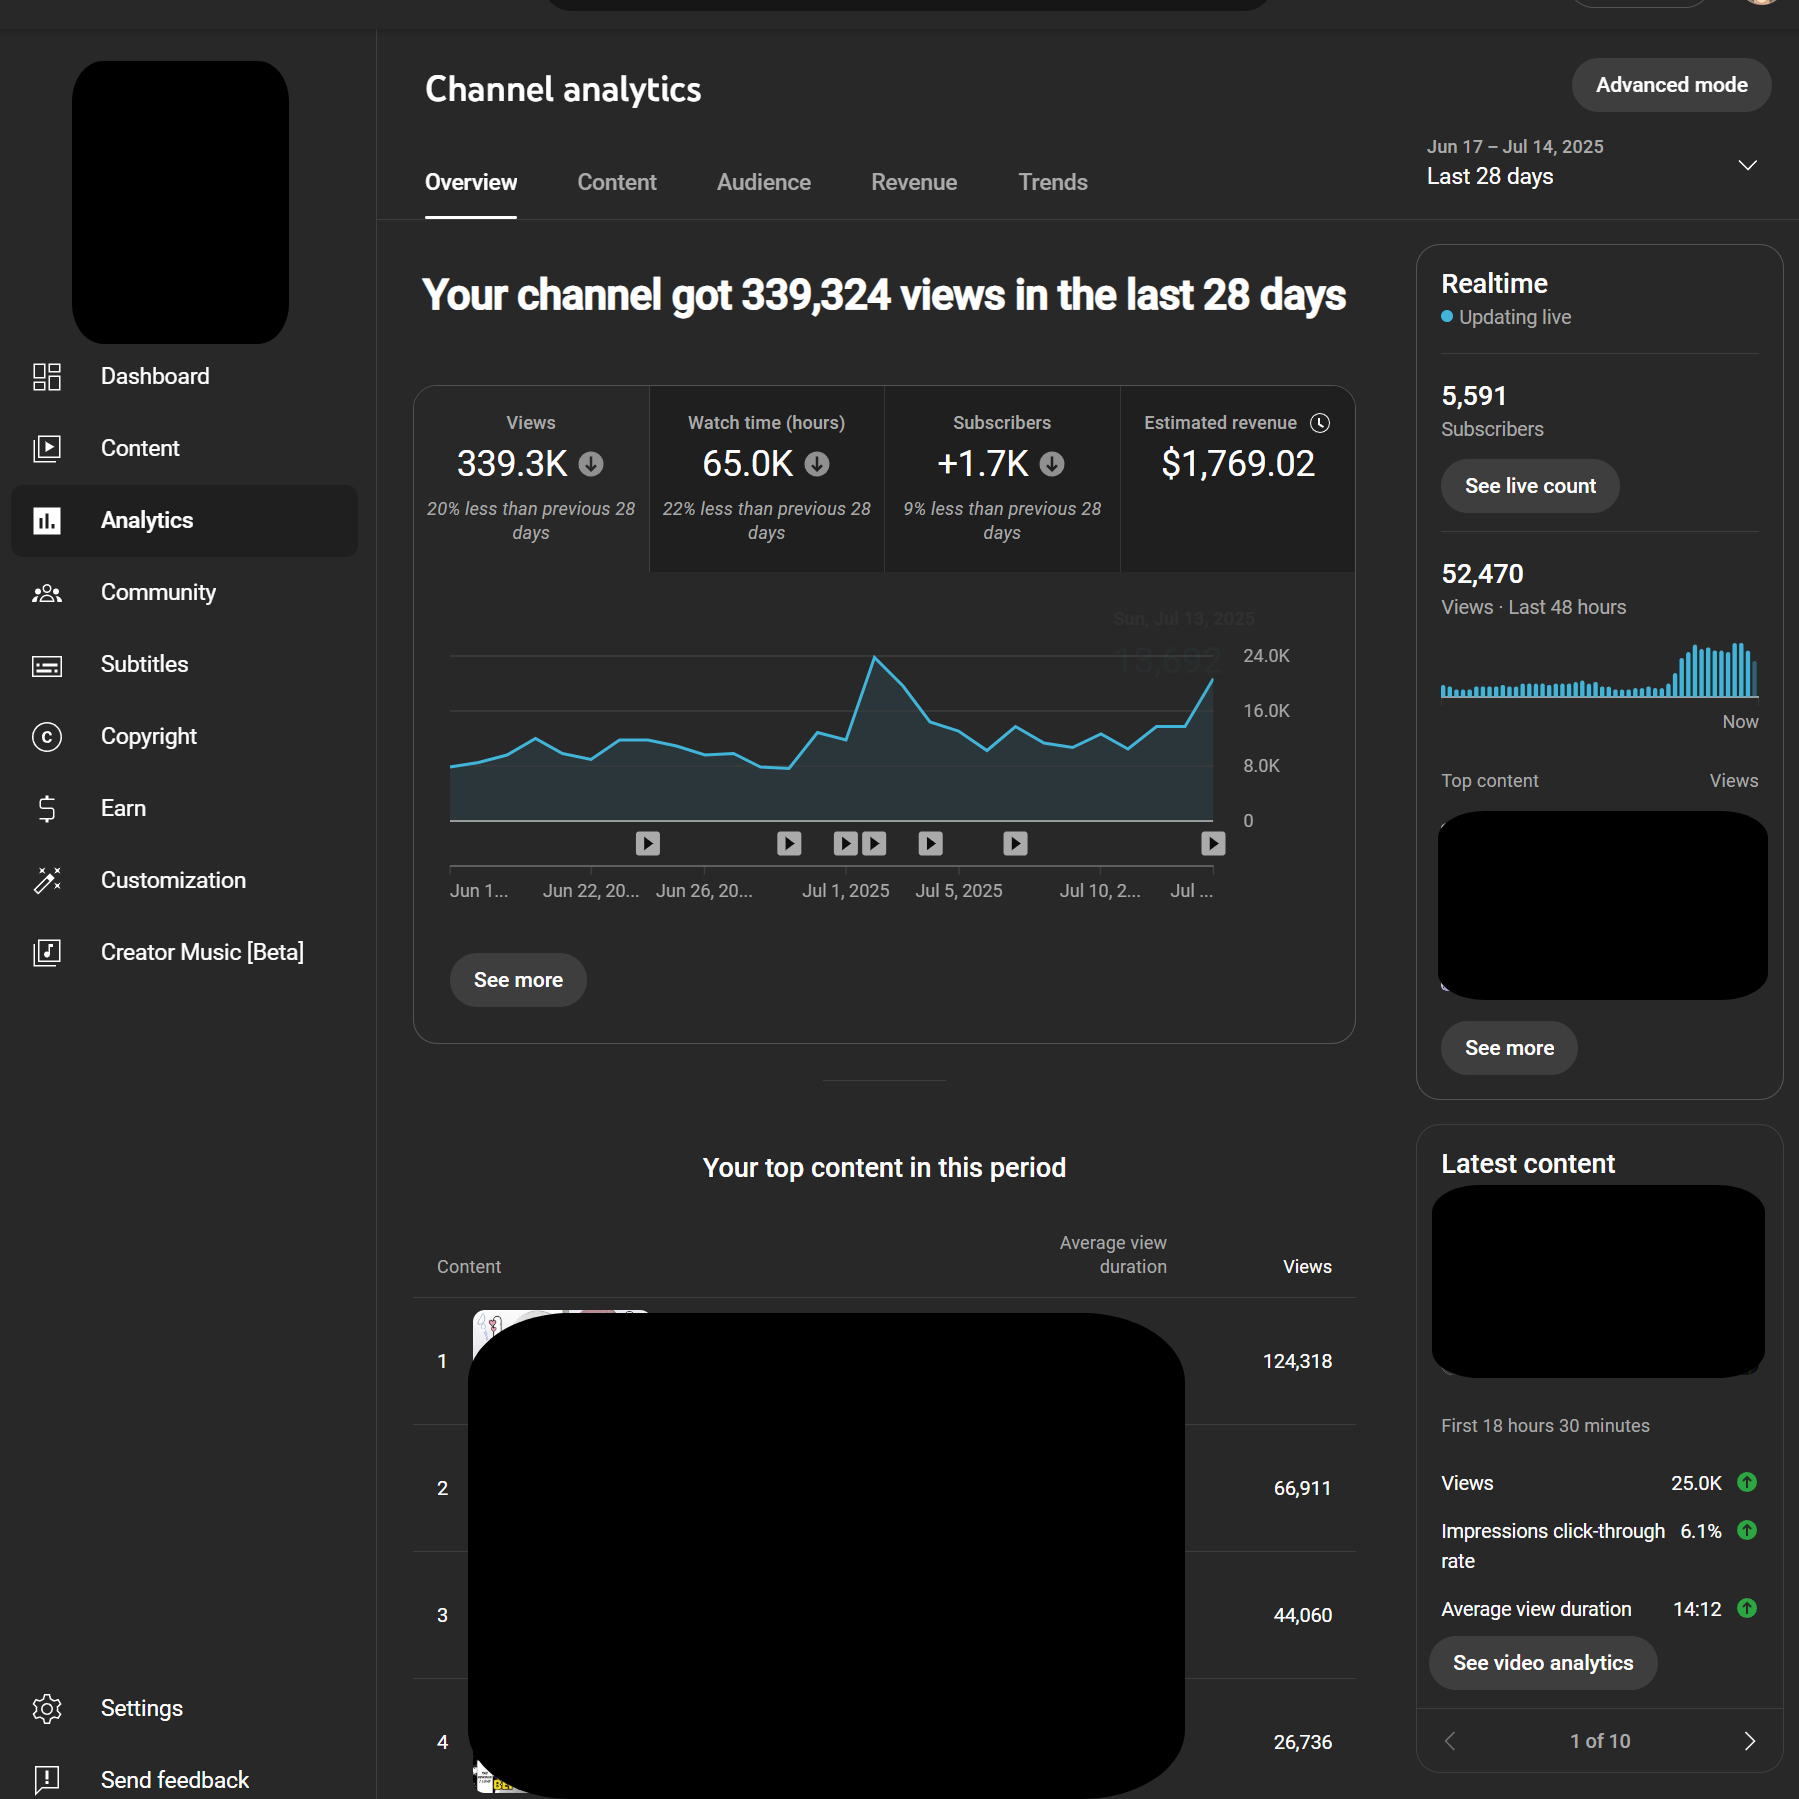 Channel analytics
Advanced mode
Overview
Content
Audience
Revenue
Trends
Jun 17 – Jul 14, 2025
Last 28 days
Dashboard
Content
Analytics
Community
Subtitles
Copyright
Earn
Customization
Creator Music [Beta]
Settings
Send feedback
Your channel got 339,324 views in the last 28 days
Views
339.3K
20% less than previous 28
days
Watch time (hours)
65.0K
22% less than previous 28
days
Subscribers
+1.7K
9% less than previous 28
days
Estimated revenue
$1,769.02
Sun, Jul 13, 2025
13,692
24.0K
16.0K
8.0K
0
Jun 1...
Jun 22, 20...
Jun 26, 20...
Jul 1, 2025
Jul 5, 2025
Jul 10, 2...
Jul ...
See more
Your top content in this period
Content
Average view
duration
Views
1
124,318
2
66,911
3
44,060
4
26,736
Realtime
Updating live
5,591
Subscribers
See live count
52,470
Views · Last 48 hours
Now
Top content
Views
See more
Latest content
First 18 hours 30 minutes
Views
25.0K
Impressions click-through
rate
6.1%
Average view duration
14:12
See video analytics
1 of 10